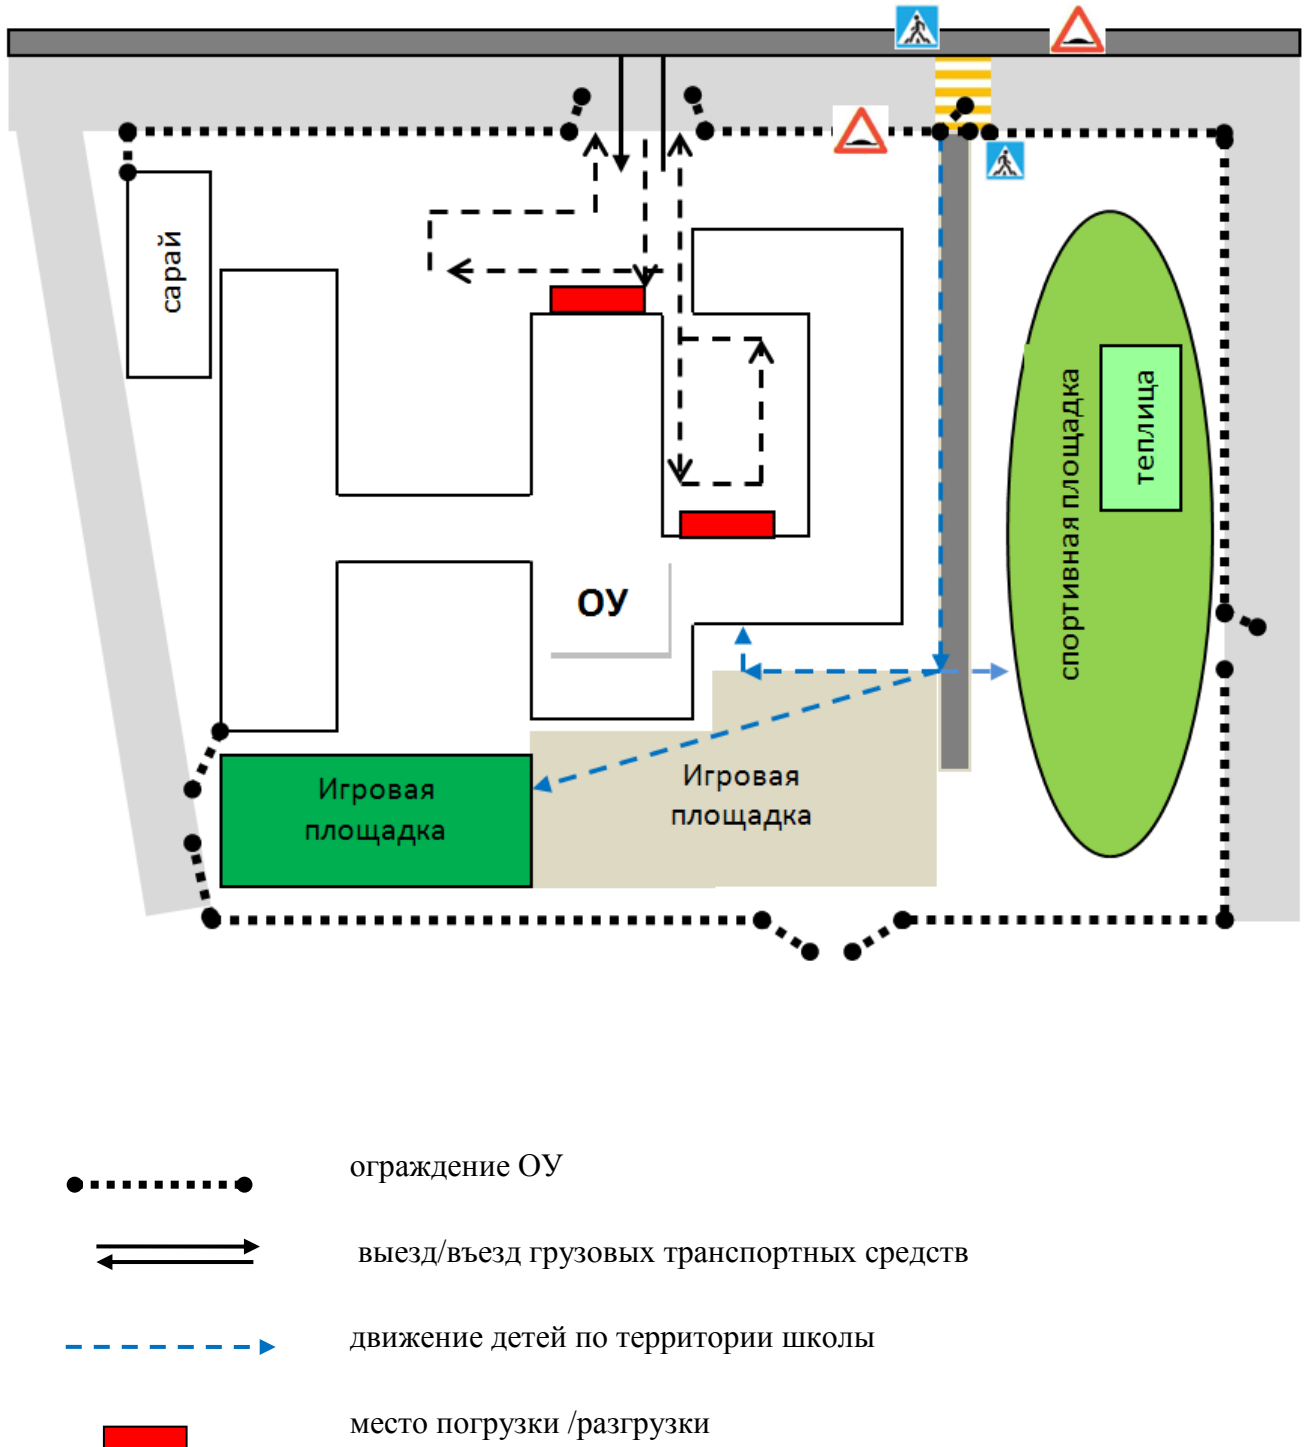 сарай
спортивная площадка
теплица
ОУ
Игровая
площадка
Игровая
площадка
ограждение ОУ
выезд/въезд грузовых транспортных средств
движение детей по территории школы
место погрузки /разгрузки